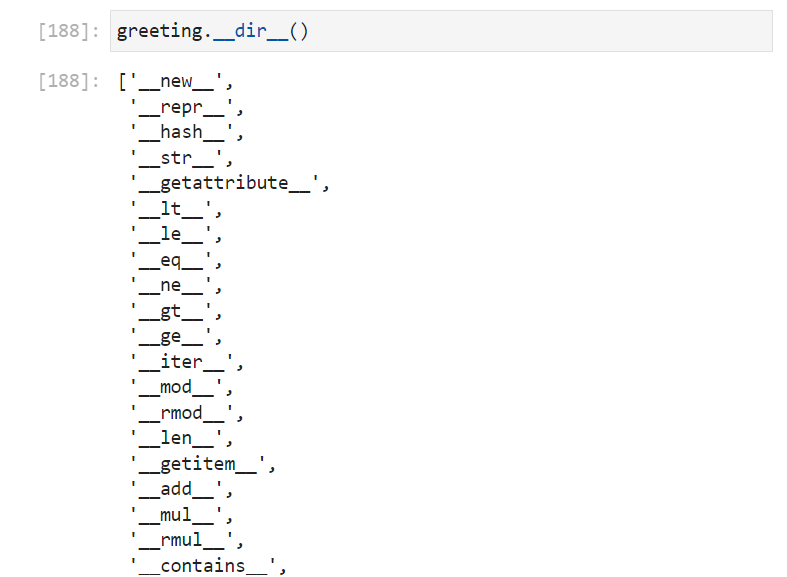 [188]: greeting.__dir__()
[188]: ['__new__',
'__repr__',
'__hash__',
'__str__',
'__getattribute__',
'__lt__',
'__le__',
'__eq__',
'__ne__',
'__gt__',
'__ge__',
'__iter__',
'__mod__',
'__rmod__',
'__len__',
'__getitem__',
'__add__',
'__mul__',
'__rmul__',
'__contains__',